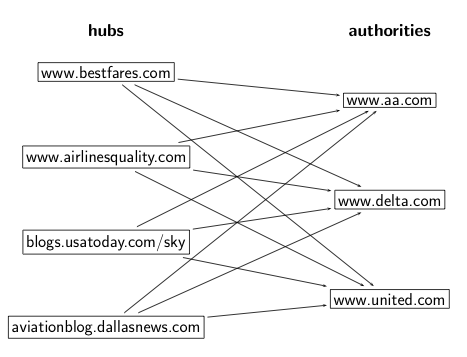 hubs
authorities
www.bestfares.com
www.aa.com
www.airlinesquality.com
www.delta.com
blogs.usatoday.com/sky
www.united.com
aviationblog.dallasnews.com